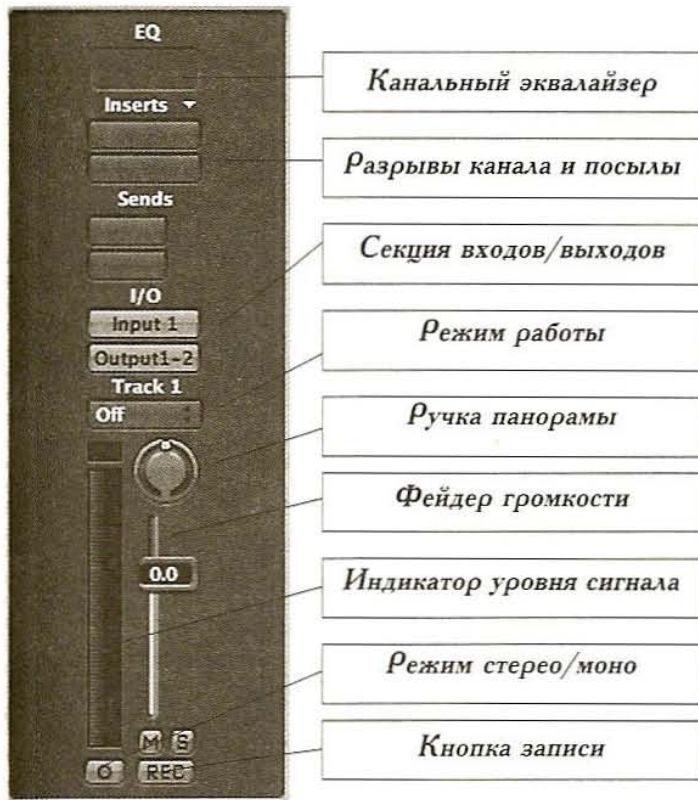 EQ
Канальный эквалайзер
Inserts
Разрывы канала и посылы
Sends
Секция входов/выходов
I/O
Input 1
Режим работы
Output1-2
Track 1
Off
Ручка панорамы
Фейдер громкости
0.0
Индикатор уровня сигнала
Режим стерео/моно
M S
Кнопка записи
O REC